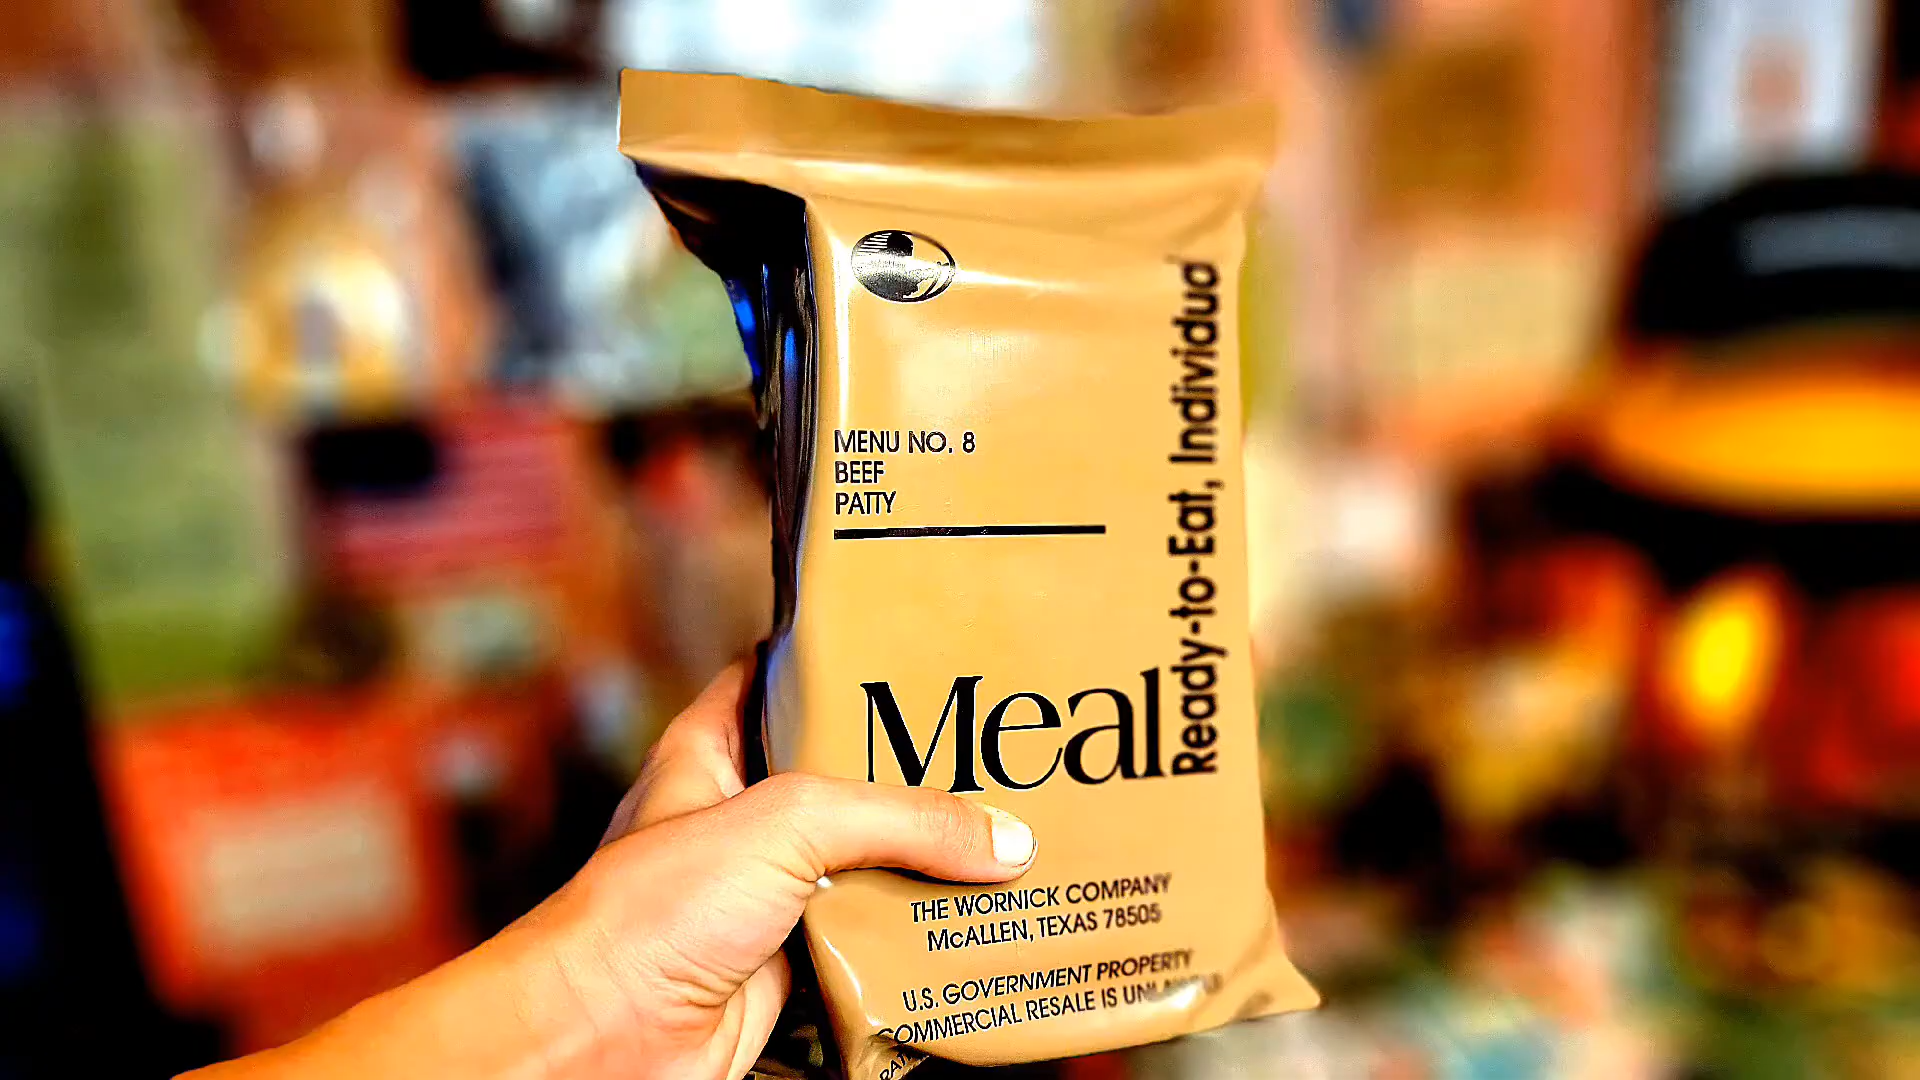 MENU NO. 8
BEEF
PATTY
Meal
Ready-to-Eat, Individual
THE WORNICK COMPANY
McALLEN, TEXAS 78505
U.S. GOVERNMENT PROPERTY
COMMERCIAL RESALE IS